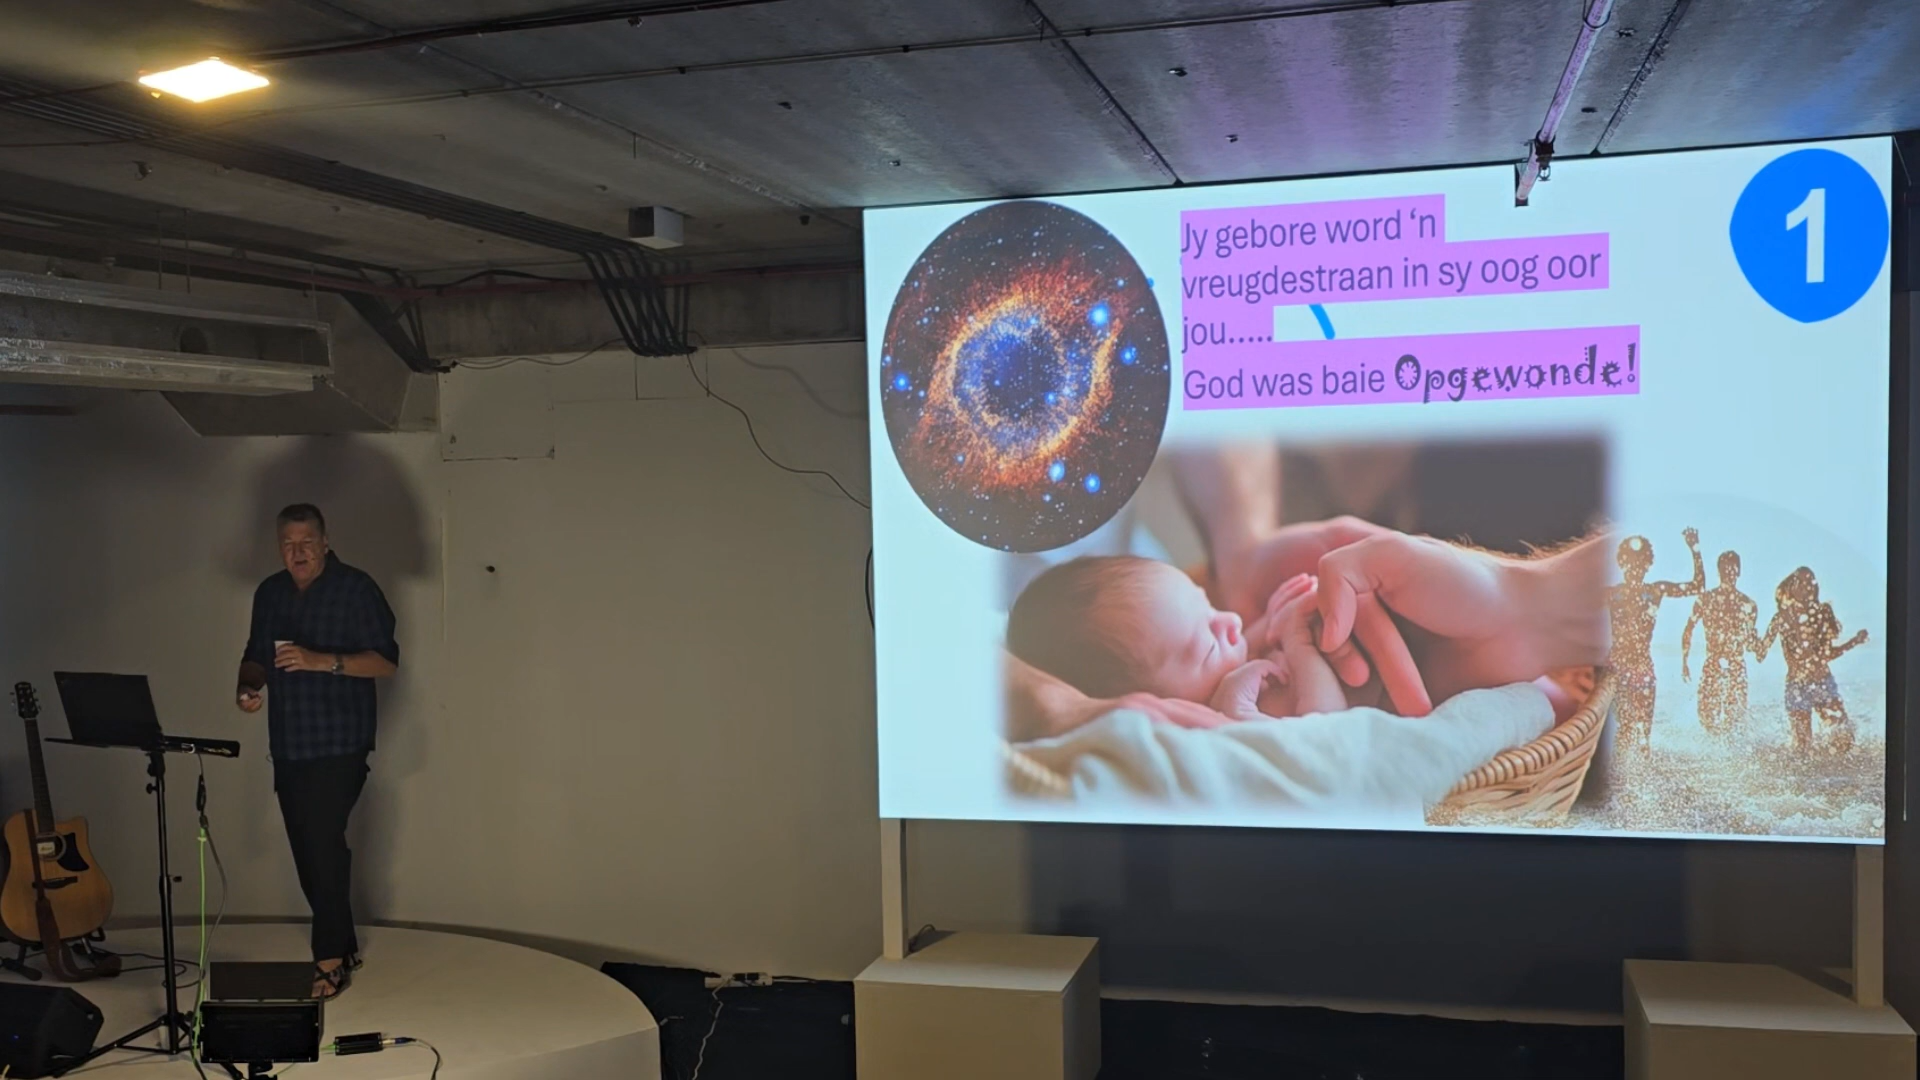 Jy gebore word ‘n
vreugdestraan in sy oog oor
jou.....
God was baie Opgewonde!
1